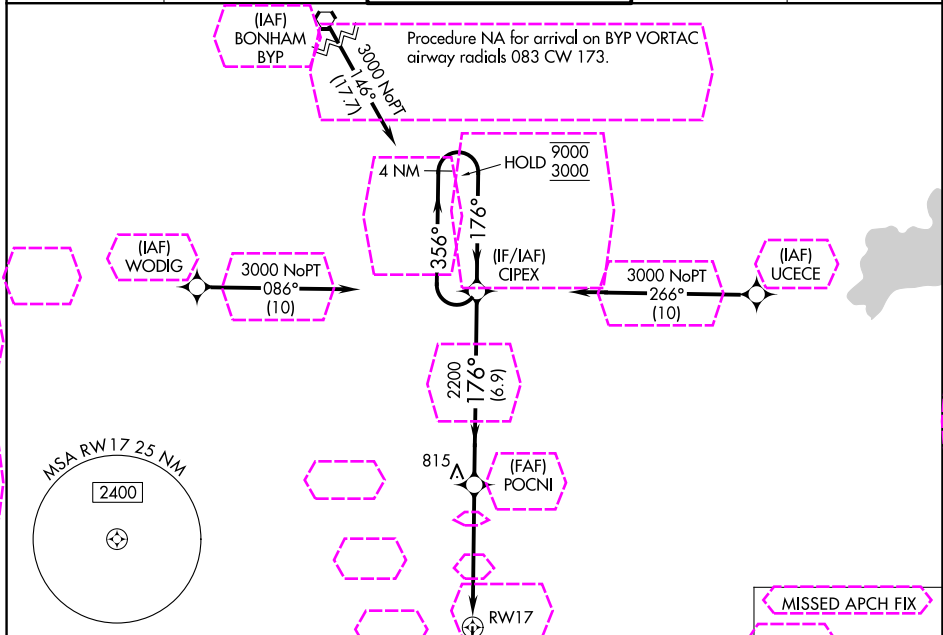 (IAF)
BONHAM
BYP
3000 NoPT
146°
(17.7)
Procedure NA for arrival on BYP VORTAC
airway radials 083 CW 173.
4 NM
HOLD
9000
3000
356°
176°
(IF/IAF)
CIPEX
(IAF)
WODIG
3000 NoPT
086°
(10)
3000 NoPT
266°
(10)
(IAF)
UCECE
2200
176°
(6.9)
MSA RW17 25 NM
2400
815
(FAF)
POCNI
RW17
MISSED APCH FIX